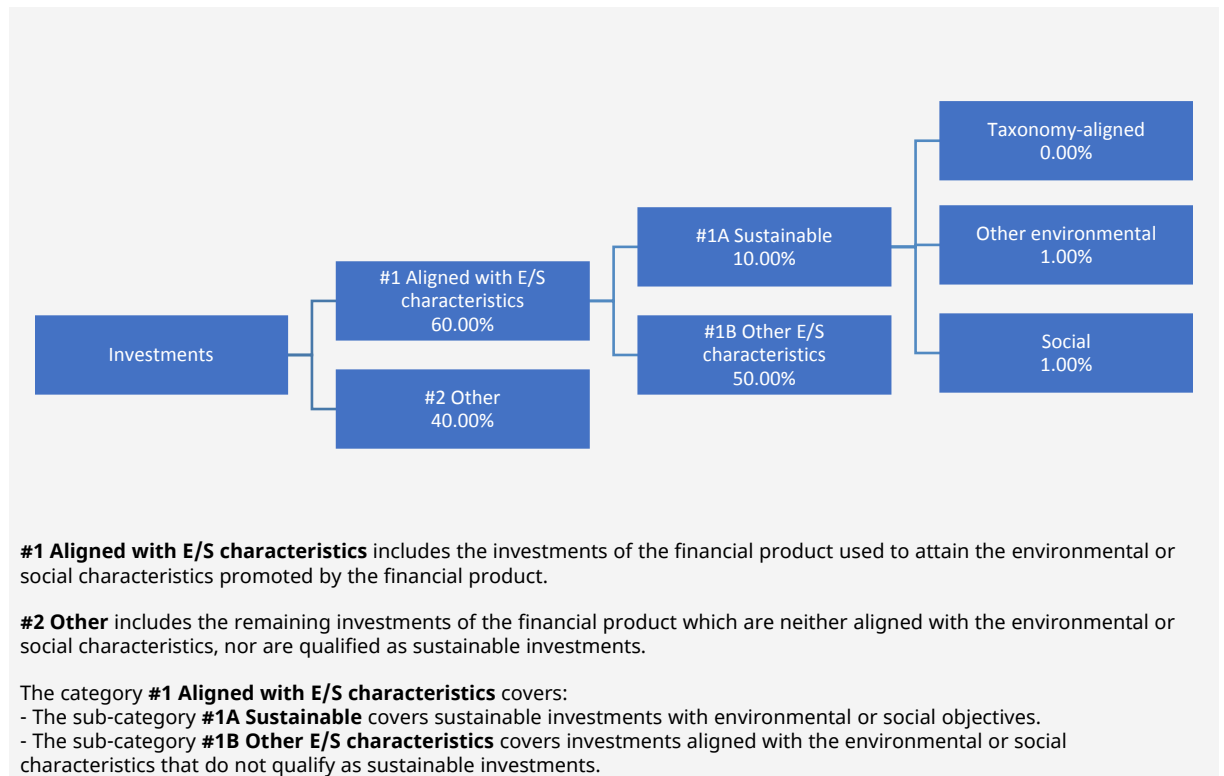 Investments
#1 Aligned with E/S
characteristics
60.00%
#2 Other
40.00%
#1A Sustainable
10.00%
#1B Other E/S
characteristics
50.00%
Taxonomy-aligned
0.00%
Other environmental
1.00%
Social
1.00%
#1 Aligned with E/S characteristics includes the investments of the financial product used to attain the environmental or
social characteristics promoted by the financial product.
#2 Other includes the remaining investments of the financial product which are neither aligned with the environmental or
social characteristics, nor are qualified as sustainable investments.
The category #1 Aligned with E/S characteristics covers:
- The sub-category #1A Sustainable covers sustainable investments with environmental or social objectives.
- The sub-category #1B Other E/S characteristics covers investments aligned with the environmental or social
characteristics that do not qualify as sustainable investments.